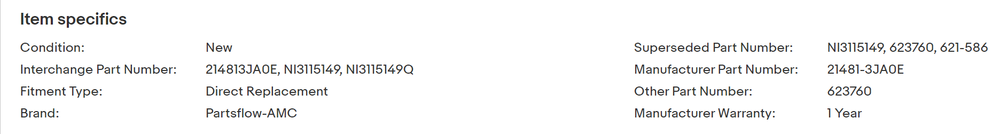 Item specifics
Condition: New Superseded Part Number: NI3115149, 623760, 621-586
Interchange Part Number: 214813JA0E, NI3115149, NI3115149Q Manufacturer Part Number: 21481-3JA0E
Fitment Type: Direct Replacement Other Part Number: 623760
Brand: Partsflow-AMC Manufacturer Warranty: 1 Year